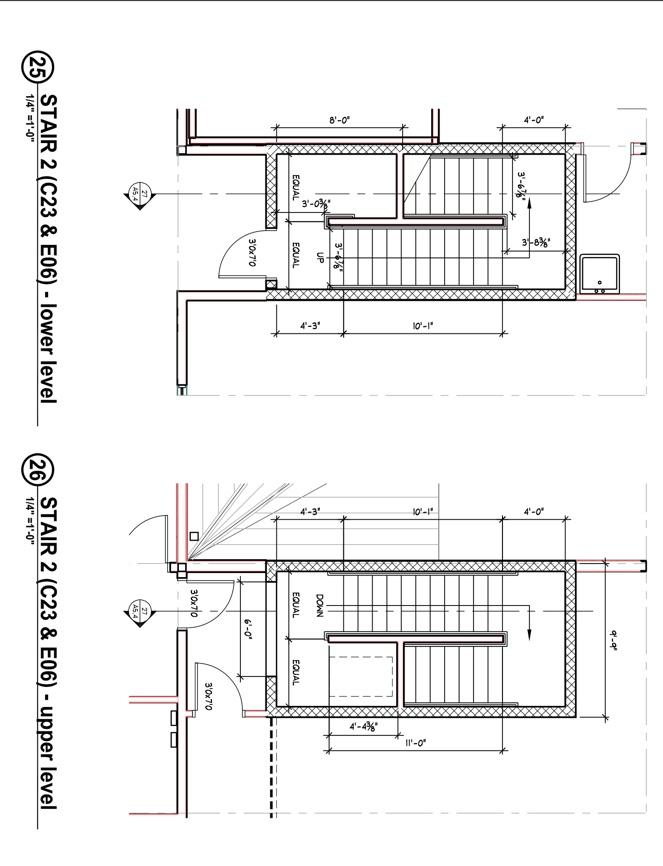 25
STAIR 2 (C23 & E06) - lower level
1/4" =1'-0"
8'-0"
4'-0"
EQUAL
3'-0⅜"
3'-6⅞"
27
A5.4
3'0x7'0
EQUAL
UP
3'-6⅞"
3'-8⅜"
4'-3"
10'-1"
26
STAIR 2 (C23 & E06) - upper level
1/4" =1'-0"
4'-3"
10'-1"
4'-0"
27
A5.4
3'0x7'0
6'-0"
EQUAL
DOWN
9'-9"
EQUAL
3'0x7'0
4'-4⅜"
11'-0"